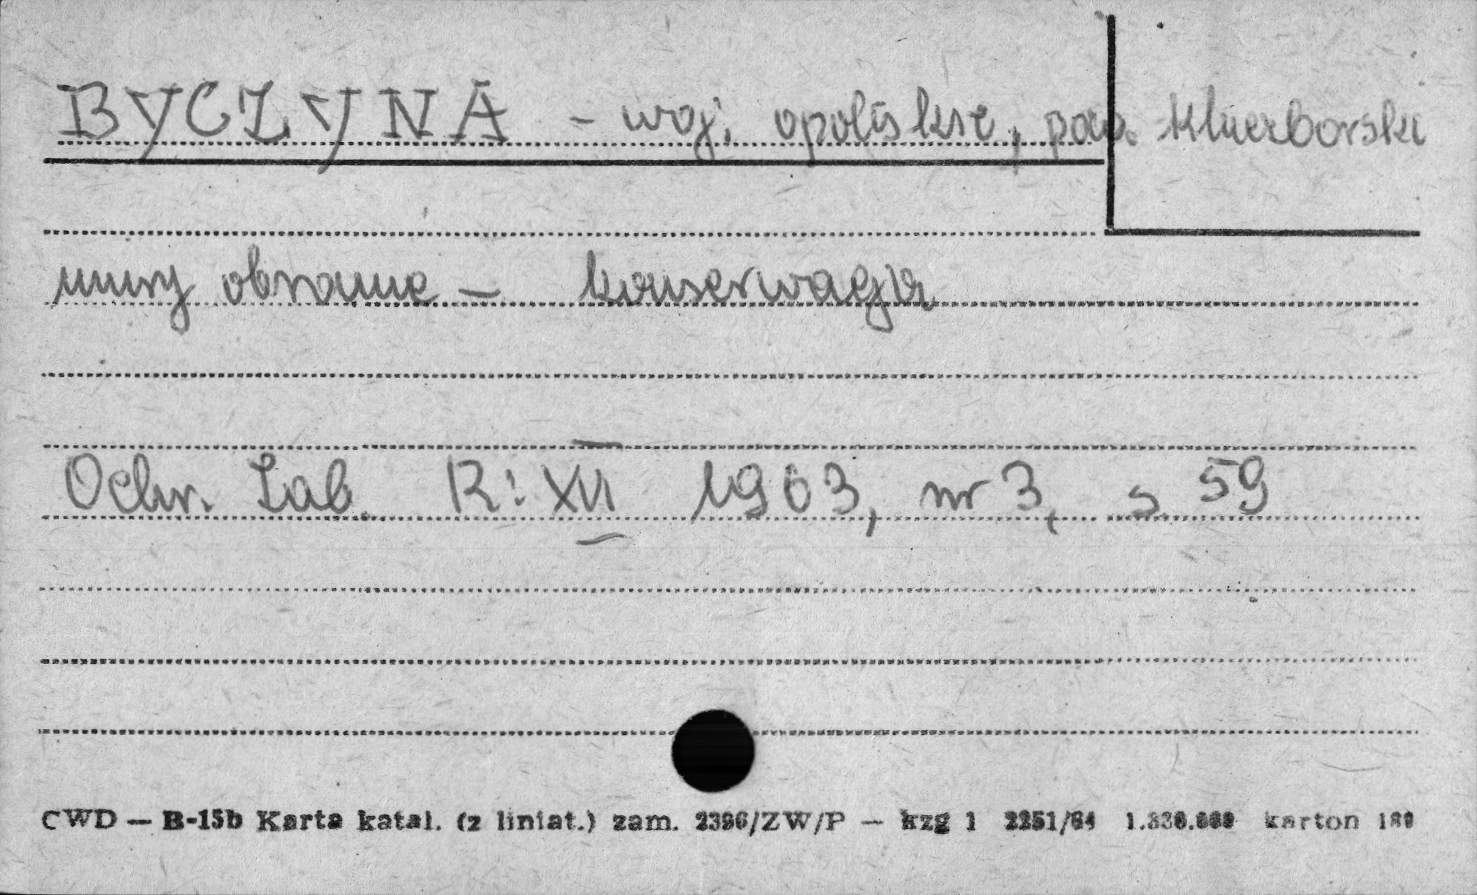 BYCZYNA - woj. opolskie, pow. Kluczborski
mury obronne - konserwacja
Ochr. Zab. R: XVI 1963, nr 3, s. 59
CWD — B-15b Karta katal. (z liniat.) zam. 2396/ZW/P — kzg 1 2251/64 1.330.000 karton 180